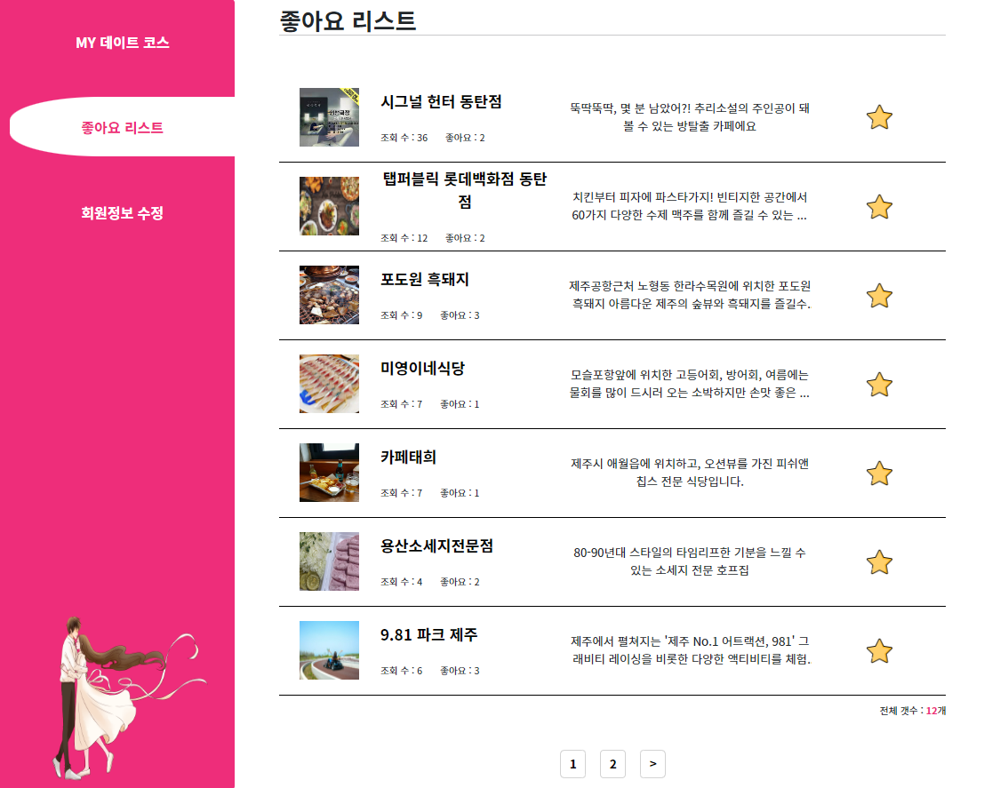 MY 데이트 코스
좋아요 리스트
회원정보 수정
좋아요 리스트
시그널 헌터 동탄점
조회 수 : 36 좋아요 : 2
뚝딱뚝딱, 몇 분 남았어?! 추리소설의 주인공이 돼
볼 수 있는 방탈출 카페에요
탭퍼블릭 롯데백화점 동탄
점
조회 수 : 12 좋아요 : 2
치킨부터 피자에 파스타가지! 빈티지한 공간에서
60가지 다양한 수제 맥주를 함께 즐길 수 있는 ...
포도원 흑돼지
조회 수 : 9 좋아요 : 3
제주공항근처 노형동 한라수목원에 위치한 포도원
흑돼지 아름다운 제주의 숲뷰와 흑돼지를 즐길수..
미영이네식당
조회 수 : 7 좋아요 : 1
모슬포항앞에 위치한 고등어회, 방어회, 여름에는
물회를 많이 드시러 오는 소박하지만 손맛 좋은 ...
카페태희
조회 수 : 7 좋아요 : 1
제주시 애월읍에 위치하고, 오션뷰를 가진 피쉬앤
칩스 전문 식당입니다.
용산소세지전문점
조회 수 : 4 좋아요 : 2
80-90년대 스타일의 타임리프한 기분을 느낄 수
있는 소세지 전문 호프집
9.81 파크 제주
조회 수 : 6 좋아요 : 3
제주에서 펼쳐지는 '제주 No.1 어트랙션, 981' 그
래비티 레이싱을 비롯한 다양한 액티비티를 체험..
전체 갯수 : 12개
1 2 >